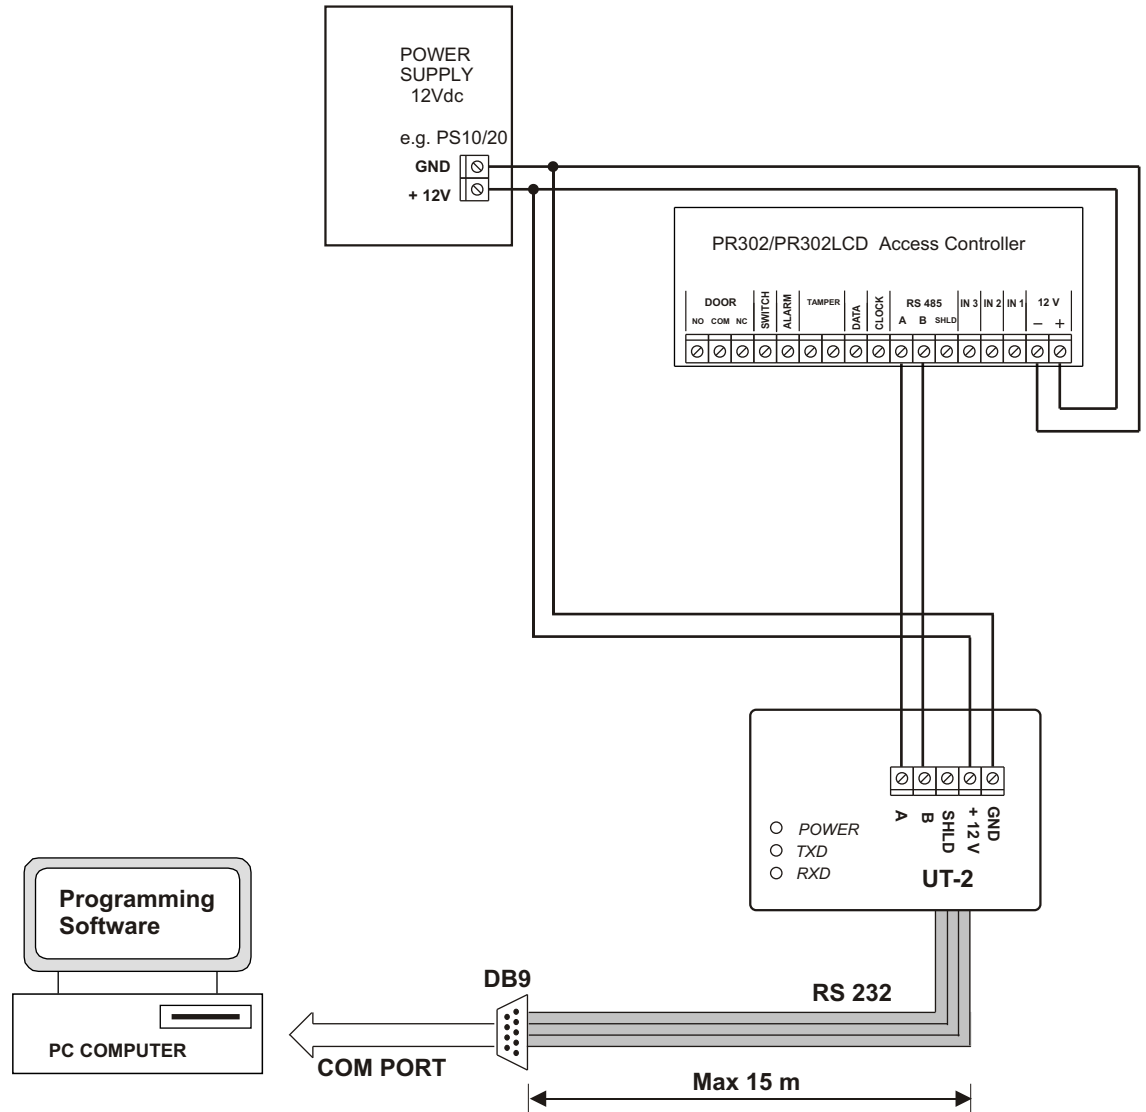 POWER
SUPPLY
12Vdc
e.g. PS10/20
GND
+ 12V
PR302/PR302LCD Access Controller
DOOR
NO COM NC
SWITCH
ALARM
TAMPER
DATA
CLOCK
RS 485
A B SHLD
IN 3
IN 2
IN 1
12 V
− +
A
B
SHLD
+ 12 V
GND
POWER
TXD
RXD
UT-2
Programming
Software
PC COMPUTER
DB9
RS 232
COM PORT
Max 15 m